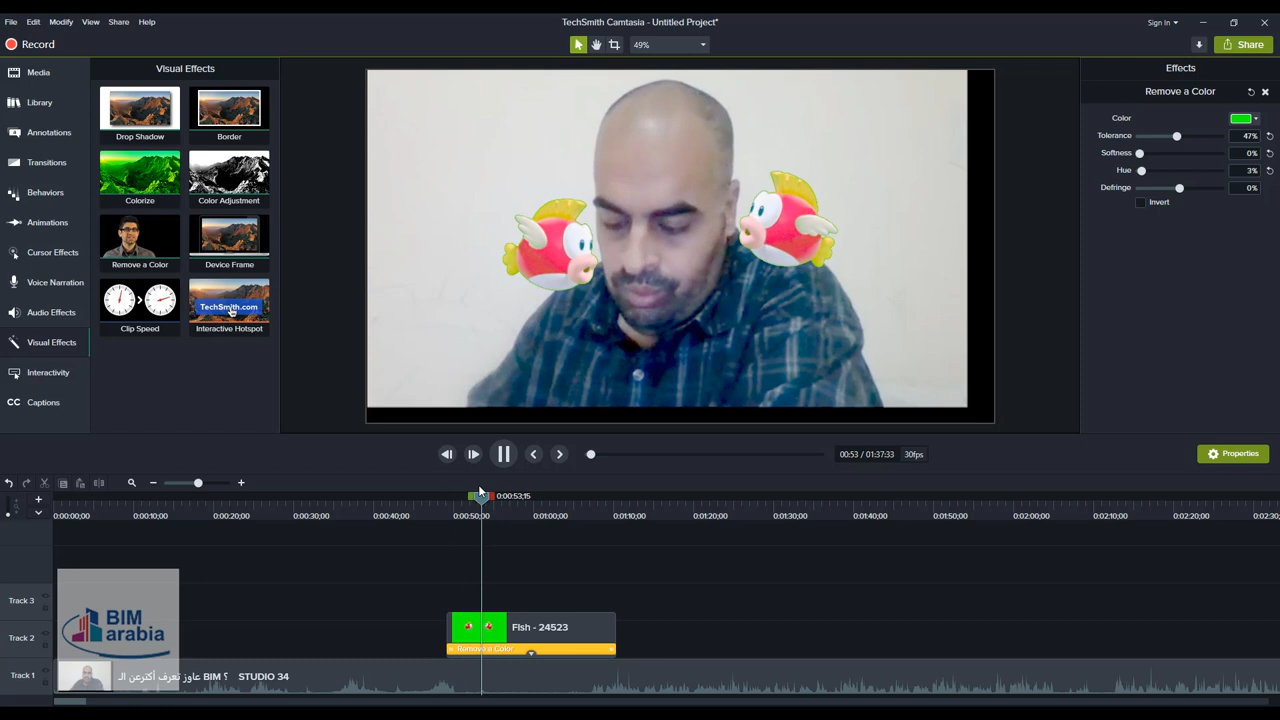 TechSmith Camtasia - Untitled Project*
File Edit Modify View Share Help
Sign In
Record
49%
Share
Media
Library
Annotations
Transitions
Behaviors
Animations
Cursor Effects
Voice Narration
Audio Effects
Visual Effects
Interactivity
CC Captions
Visual Effects
Drop Shadow
Border
Colorize
Color Adjustment
Remove a Color
Device Frame
Clip Speed
TechSmith.com
Interactive Hotspot
Effects
Remove a Color
Color
Tolerance 47%
Softness 0%
Hue 3%
Defringe 0%
Invert
00:53 / 01:37:33 30fps
Properties
0:00:53;15
0:00:00;00 0:00:10;00 0:00:20;00 0:00:30;00 0:00:40;00 0:00:50;00 0:01:00;00 0:01:10;00 0:01:20;00 0:01:30;00 0:01:40;00 0:01:50;00 0:02:00;00 0:02:10;00 0:02:20;00 0:02:30
Track 3
Track 2
Track 1
BIM
arabia
Fish - 24523
Remove a Color
عاوز تعرف أكترعن الـ BIM ؟ STUDIO 34